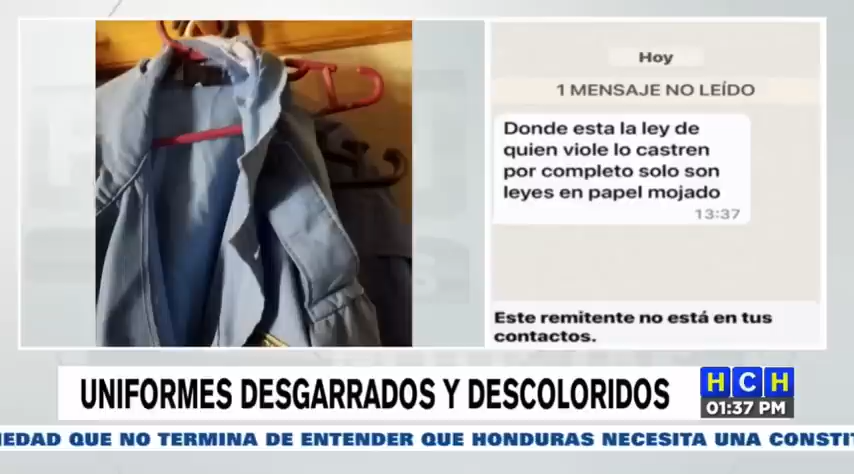 Hoy
1 MENSAJE NO LEÍDO
Donde esta la ley de
quien viole lo castren
por completo solo son
leyes en papel mojado
13:37
Este remitente no está en tus
contactos.
UNIFORMES DESGARRADOS Y DESCOLORIDOS
HCH
01:37 PM
QUE NO TERMINA DE ENTENDER QUE HONDURAS NECESITA UNA